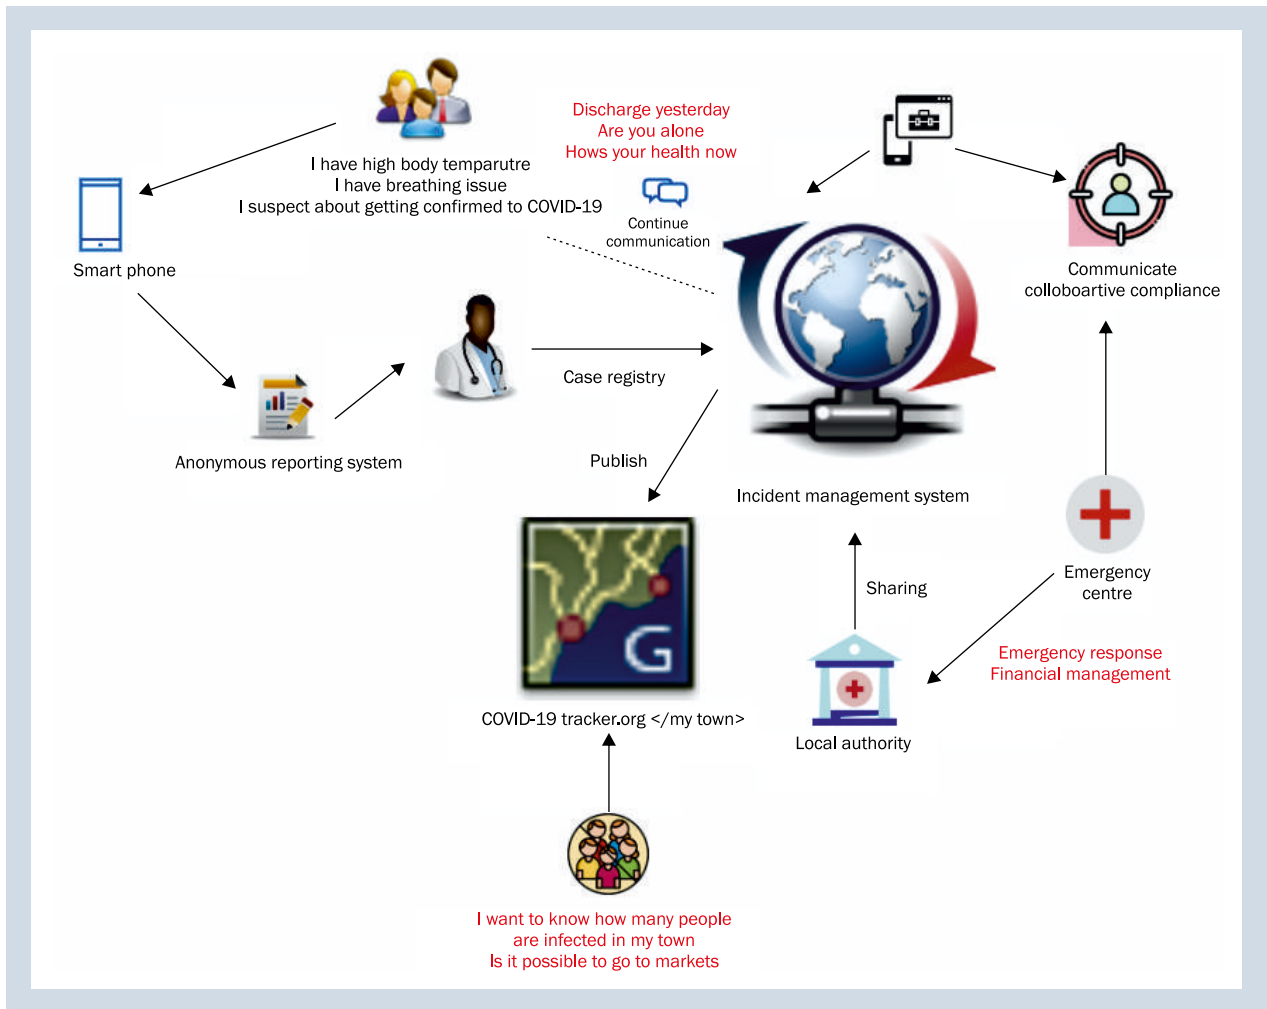 Discharge yesterday
Are you alone
Hows your health now
I have high body temparutre
I have breathing issue
I suspect about getting confirmed to COVID-19
Continue
communication
Smart phone
Communicate
colloboartive compliance
Case registry
Anonymous reporting system
Publish
Incident management system
Sharing
Emergency
centre
Emergency response
Financial management
G
COVID-19 tracker.org </my town>
Local authority
I want to know how many people
are infected in my town
Is it possible to go to markets